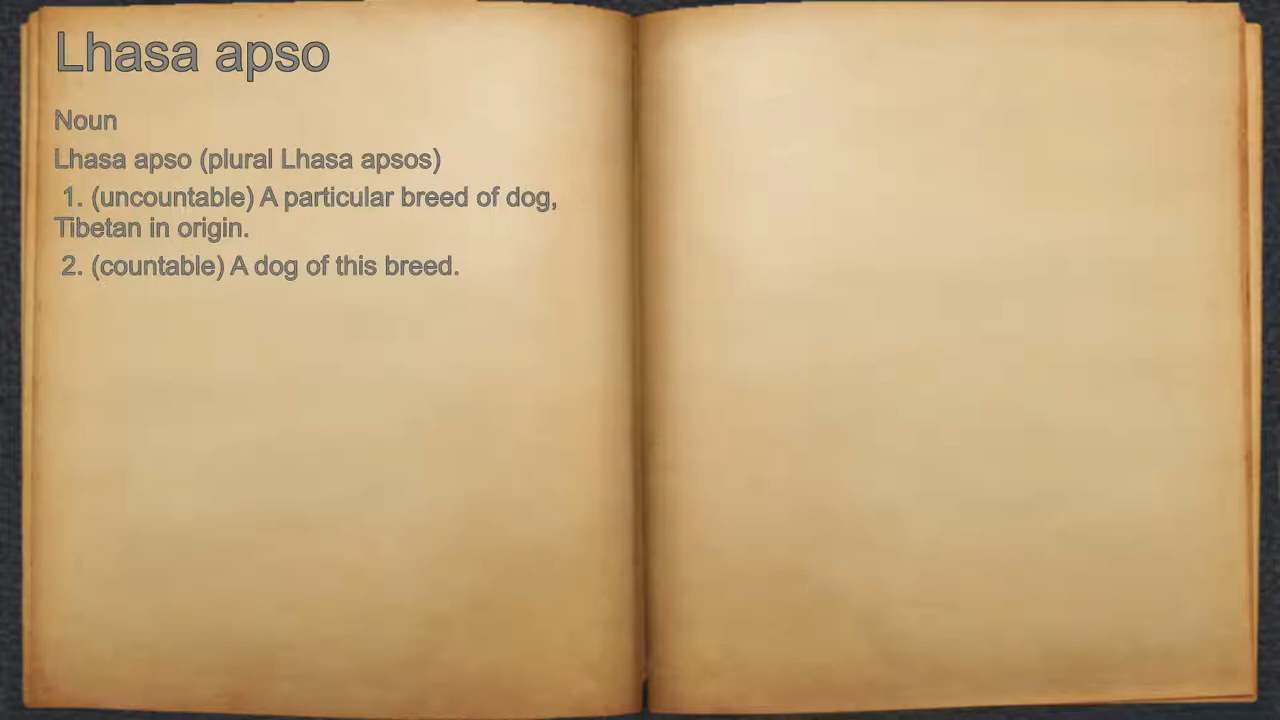 Lhasa apso
Noun
Lhasa apso (plural Lhasa apsos)
1. (uncountable) A particular breed of dog,
Tibetan in origin.
2. (countable) A dog of this breed.